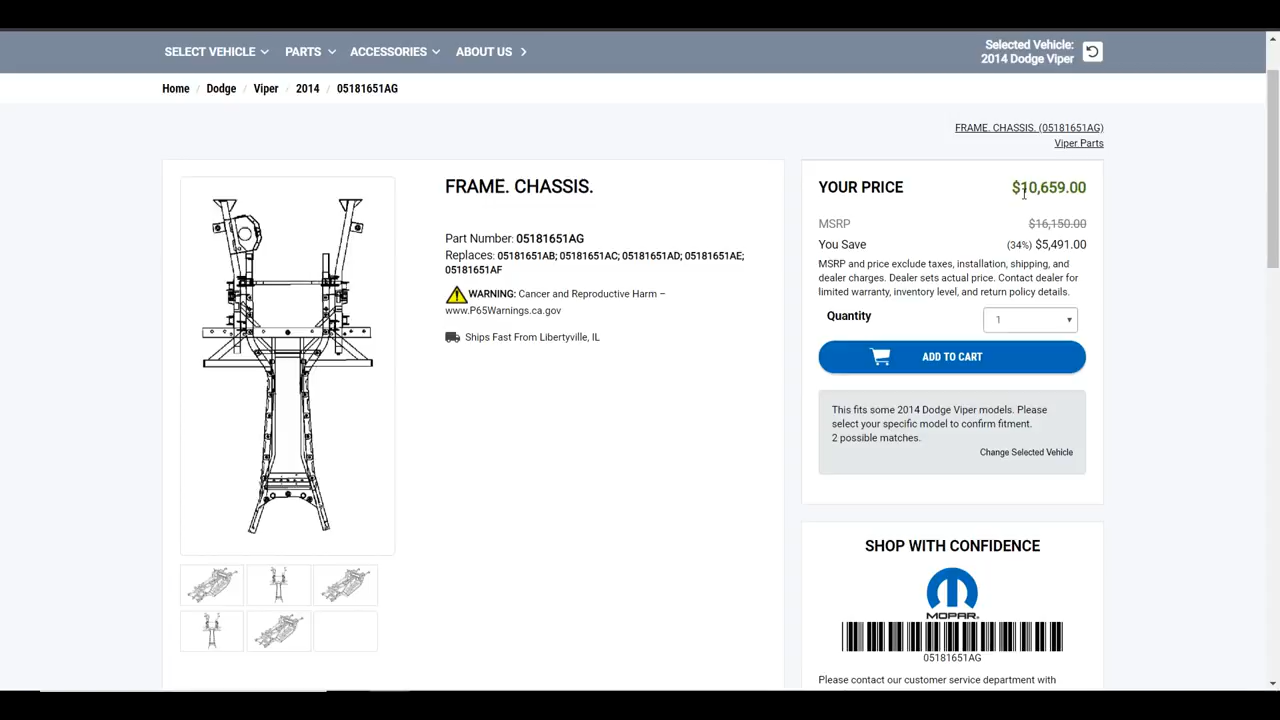 SELECT VEHICLE
PARTS
ACCESSORIES
ABOUT US
Selected Vehicle:
2014 Dodge Viper
Home / Dodge / Viper / 2014 / 05181651AG
FRAME. CHASSIS. (05181651AG)
Viper Parts
FRAME. CHASSIS.
Part Number: 05181651AG
Replaces: 05181651AB; 05181651AC; 05181651AD; 05181651AE;
05181651AF
WARNING: Cancer and Reproductive Harm –
www.P65Warnings.ca.gov
Ships Fast From Libertyville, IL
YOUR PRICE $10,659.00
MSRP $16,150.00
You Save (34%) $5,491.00
MSRP and price exclude taxes, installation, shipping, and
dealer charges. Dealer sets actual price. Contact dealer for
limited warranty, inventory level, and return policy details.
Quantity 1
ADD TO CART
This fits some 2014 Dodge Viper models. Please
select your specific model to confirm fitment.
2 possible matches.
Change Selected Vehicle
SHOP WITH CONFIDENCE
MOPAR
05181651AG
Please contact our customer service department with